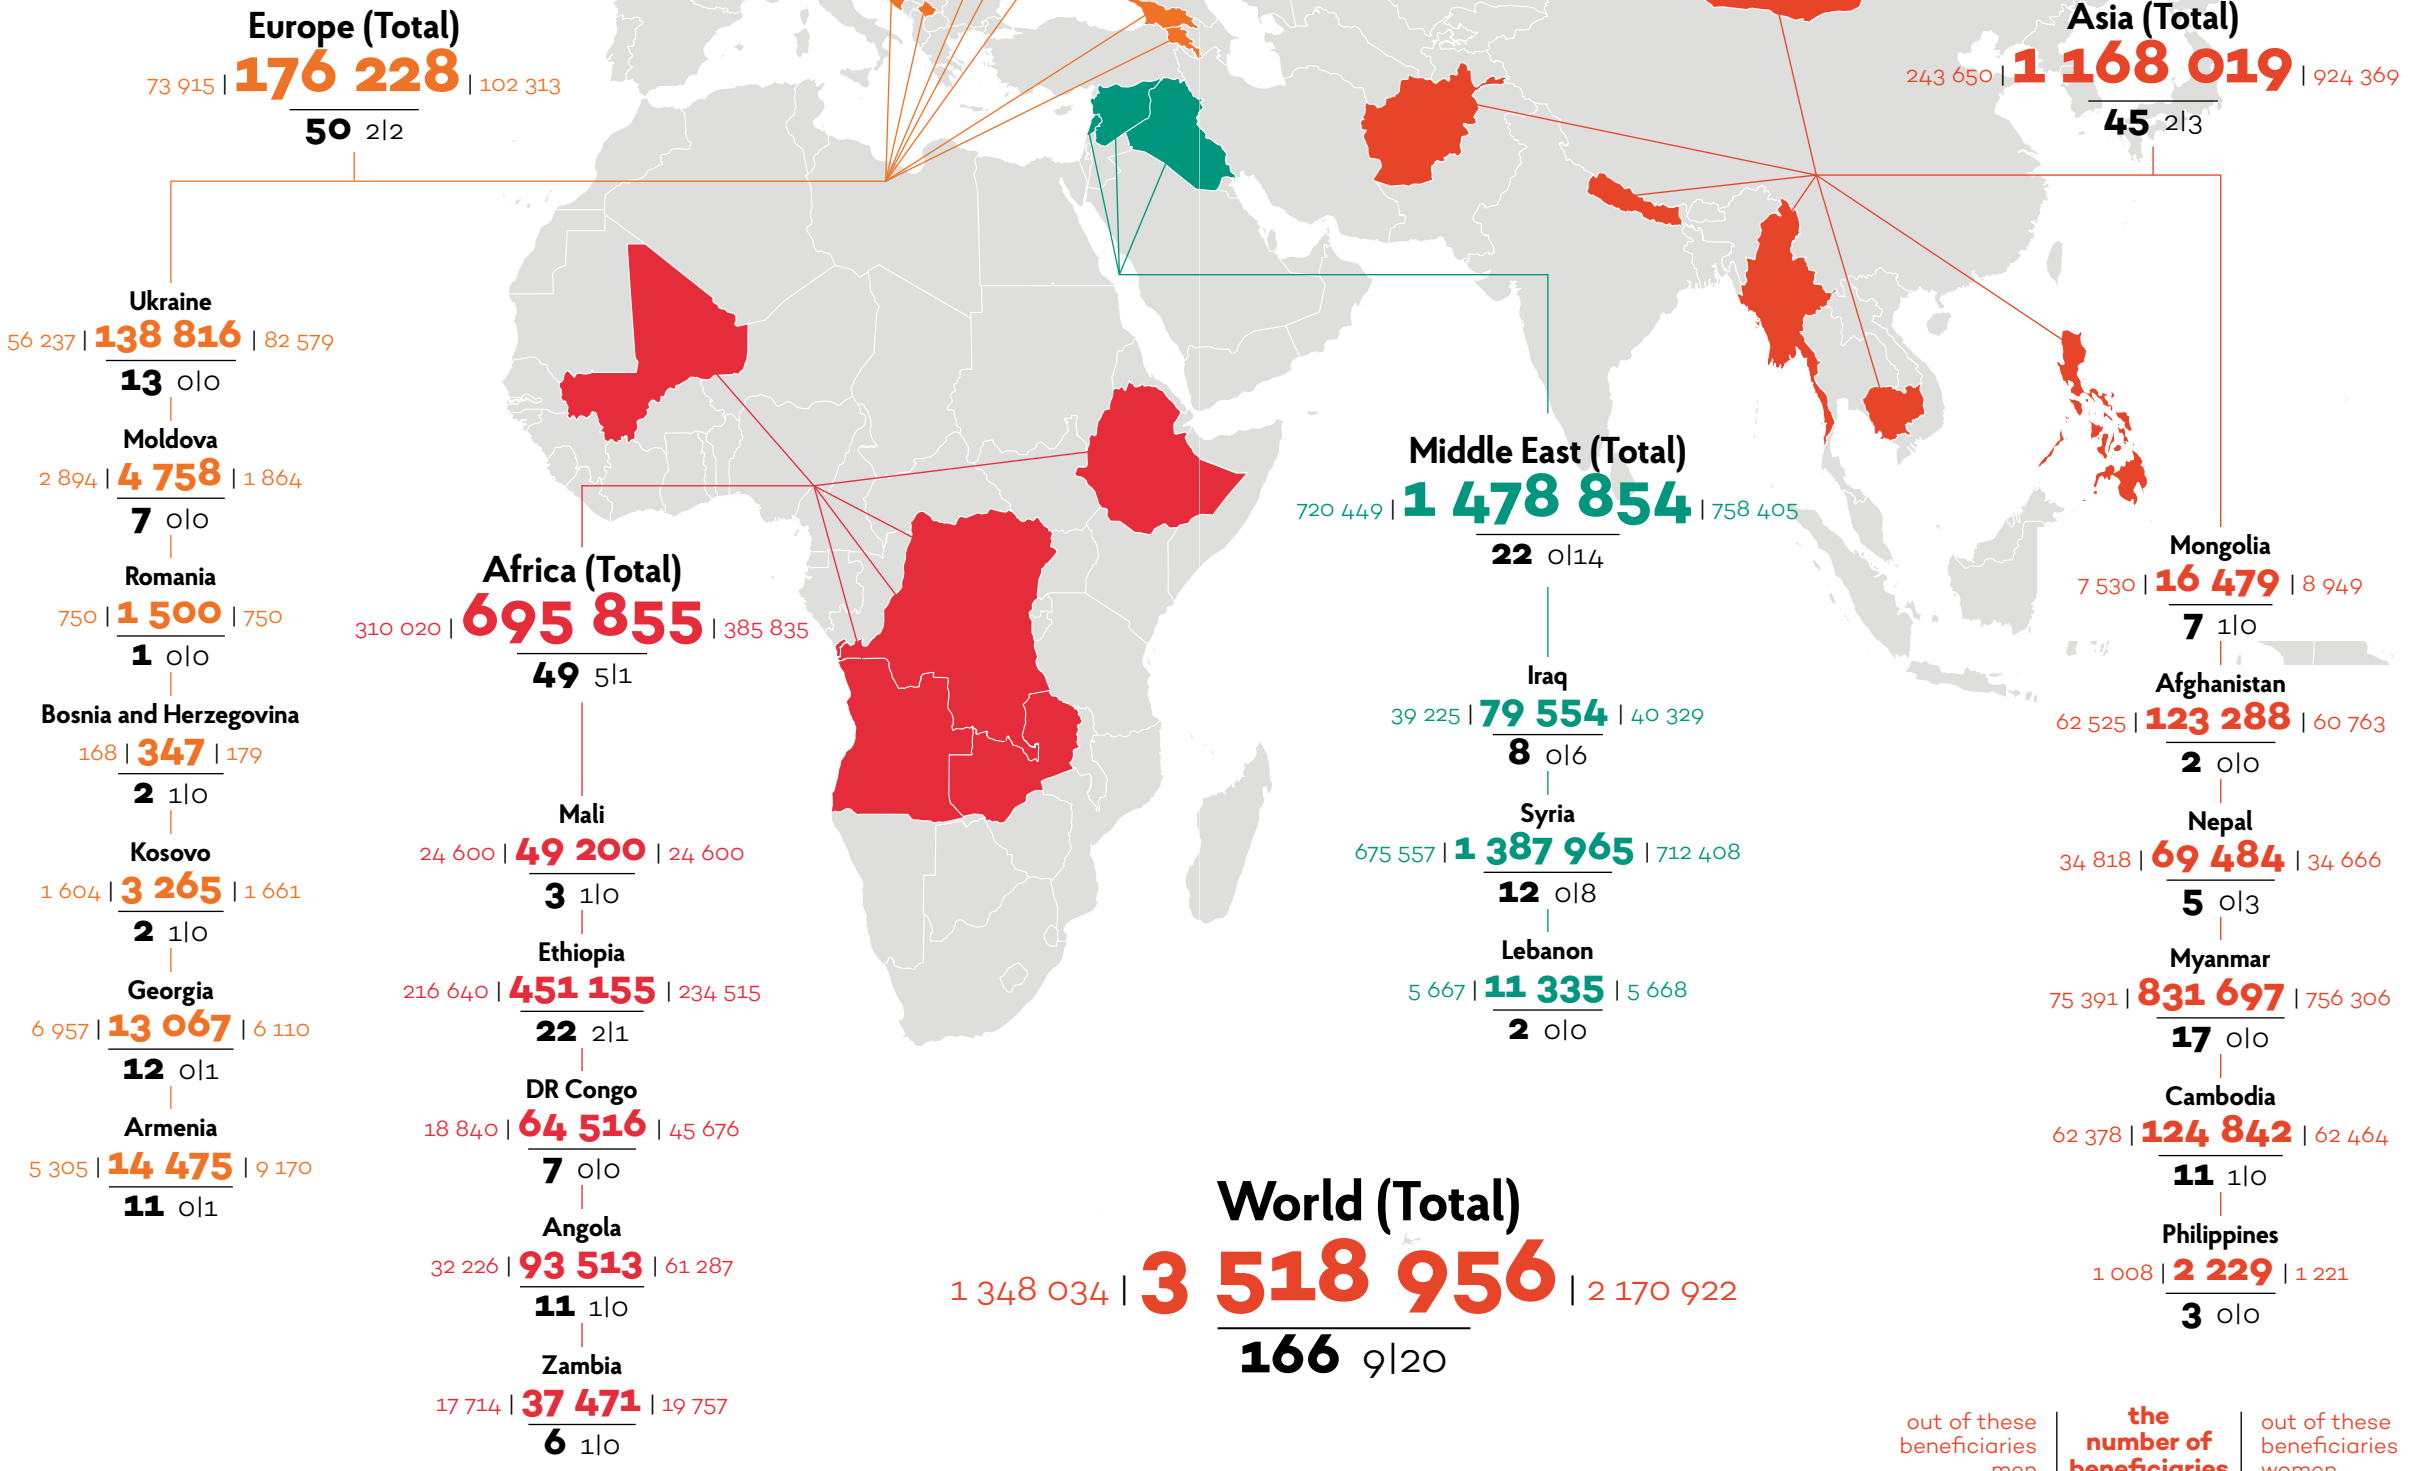 Europe (Total)
73 915 | 176 228 | 102 313
50 2|2
Ukraine
56 237 | 138 816 | 82 579
13 0|0
Moldova
2 894 | 4 758 | 1 864
7 0|0
Romania
750 | 1 500 | 750
1 0|0
Bosnia and Herzegovina
168 | 347 | 179
2 1|0
Kosovo
1 604 | 3 265 | 1 661
2 1|0
Georgia
6 957 | 13 067 | 6 110
12 0|1
Armenia
5 305 | 14 475 | 9 170
11 0|1
Africa (Total)
310 020 | 695 855 | 385 835
49 5|1
Mali
24 600 | 49 200 | 24 600
3 1|0
Ethiopia
216 640 | 451 155 | 234 515
22 2|1
DR Congo
18 840 | 64 516 | 45 676
7 0|0
Angola
32 226 | 93 513 | 61 287
11 1|0
Zambia
17 714 | 37 471 | 19 757
6 1|0
Middle East (Total)
720 449 | 1 478 854 | 758 405
22 0|14
Iraq
39 225 | 79 554 | 40 329
8 0|6
Syria
675 557 | 1 387 965 | 712 408
12 0|8
Lebanon
5 667 | 11 335 | 5 668
2 0|0
Asia (Total)
243 650 | 1 168 019 | 924 369
45 2|3
Mongolia
7 530 | 16 479 | 8 949
7 1|0
Afghanistan
62 525 | 123 288 | 60 763
2 0|0
Nepal
34 818 | 69 484 | 34 666
5 0|3
Myanmar
75 391 | 831 697 | 756 306
17 0|0
Cambodia
62 378 | 124 842 | 62 464
11 1|0
Philippines
1 008 | 2 229 | 1 221
3 0|0
World (Total)
1 348 034 | 3 518 956 | 2 170 922
166 9|20
out of these
beneficiaries
men
the
number of
beneficiaries
out of these
beneficiaries
women